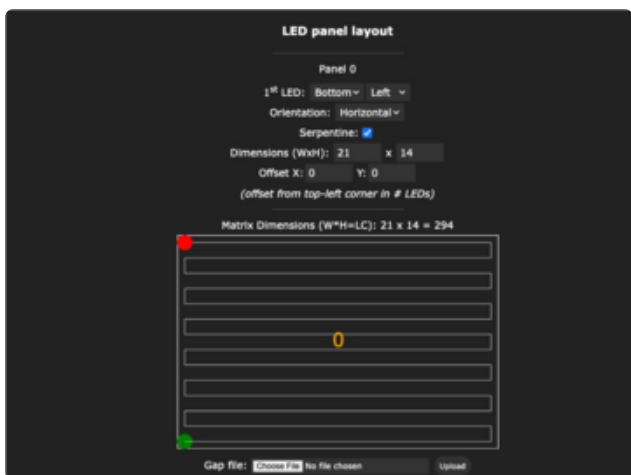 LED panel layout
Panel 0
1st LED: Bottom Left
Orientation: Horizontal
Serpentine:
Dimensions (WxH): 21 x 14
Offset X: 0 Y: 0
(offset from top-left corner in # LEDs)
Matrix Dimensions (W*H=LC): 21 x 14 = 294
0
Gap file: Choose File No file chosen Upload